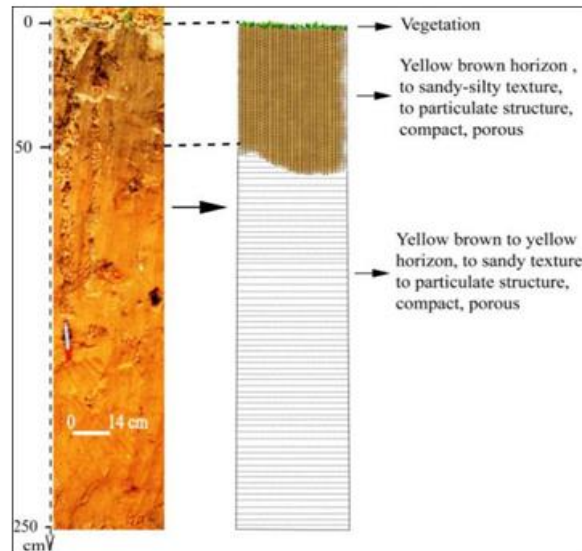 0
Vegetation
Yellow brown horizon ,
to sandy-silty texture,
to particulate structure,
compact, porous
50
Yellow brown to yellow
horizon, to sandy texture
to particulate structure,
compact, porous
0 14 cm
250
cm